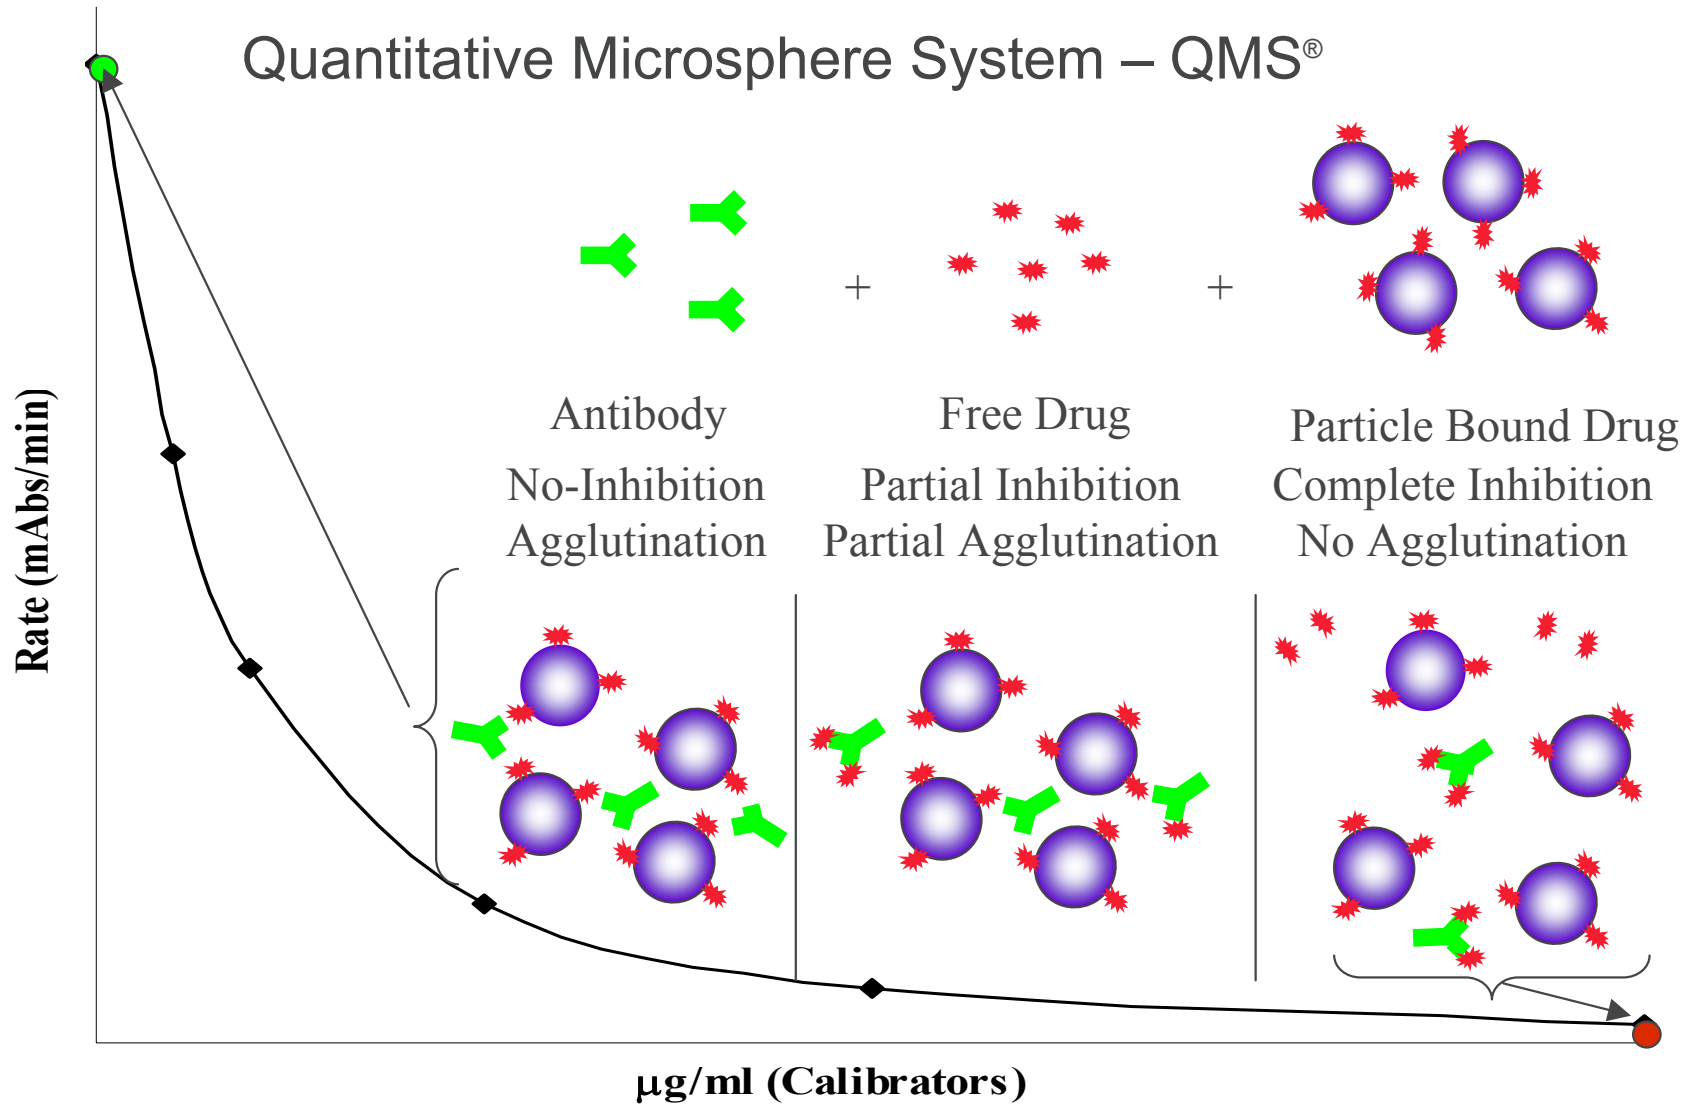 Quantitative Microsphere System – QMS®
+
+
Antibody
Free Drug
Particle Bound Drug
No-Inhibition
Agglutination
Partial Inhibition
Partial Agglutination
Complete Inhibition
No Agglutination
Rate (mAbs/min)
μg/ml (Calibrators)